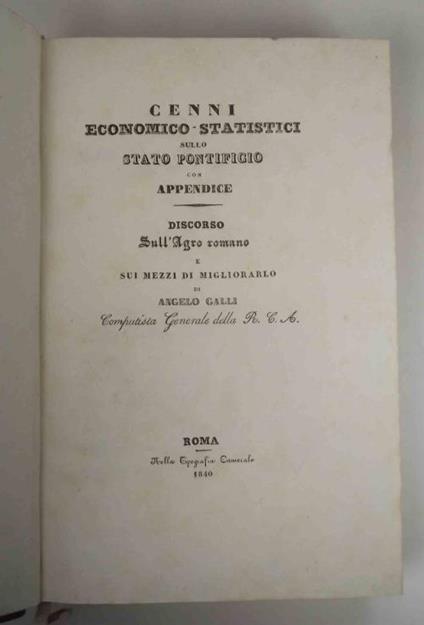 CENNI
ECONOMICO-STATISTICI
SULLO
STATO PONTIFICIO
CON
APPENDICE
DISCORSO
Sull'Agro romano
E
SUI MEZZI DI MIGLIORARLO
DI
ANGELO GALLI
Computista Generale della R. C. A.
ROMA
Nella Tipografia Camerale
1840